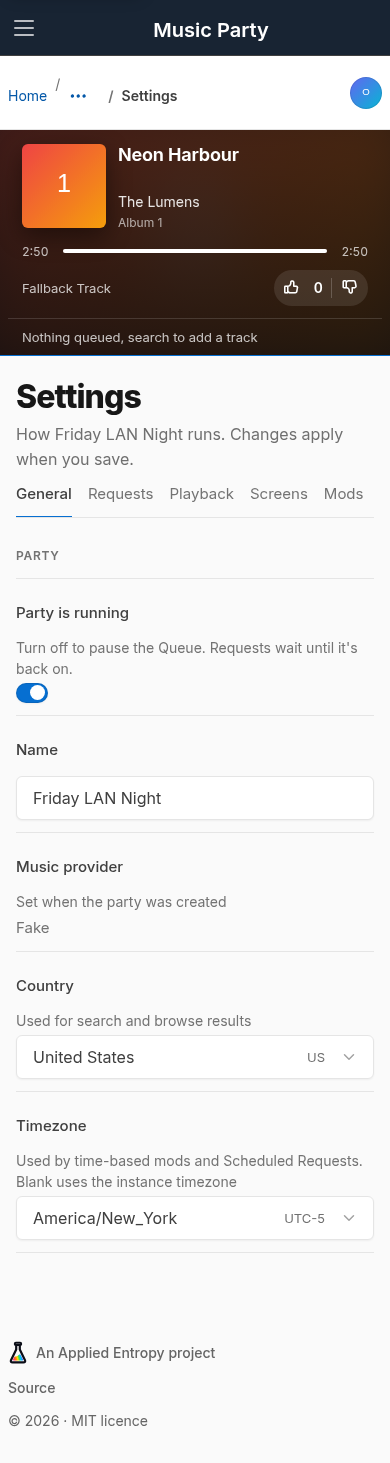 Music Party
Home / ••• / Settings
O
1
Neon Harbour
The Lumens
Album 1
2:50 2:50
Fallback Track 0
Nothing queued, search to add a track
Settings
How Friday LAN Night runs. Changes apply
when you save.
General Requests Playback Screens Mods
PARTY
Party is running
Turn off to pause the Queue. Requests wait until it's
back on.
Name
Friday LAN Night
Music provider
Set when the party was created
Fake
Country
Used for search and browse results
United States US
Timezone
Used by time-based mods and Scheduled Requests.
Blank uses the instance timezone
America/New_York UTC-5
An Applied Entropy project
Source
© 2026 · MIT licence